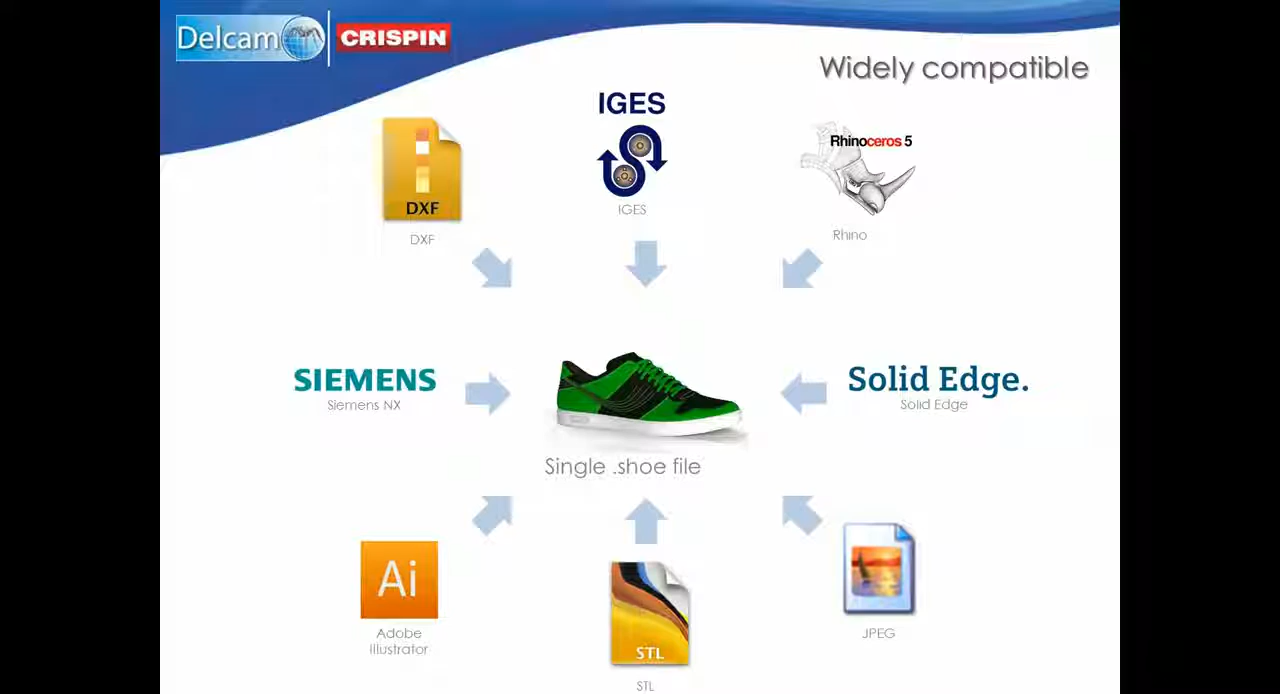 Delcam CRISPIN
Widely compatible
IGES
Rhinoceros 5
DXF
IGES
Rhino
DXF
SIEMENS
Siemens NX
Solid Edge.
Solid Edge
Single .shoe file
Ai
Adobe
Illustrator
STL
STL
JPEG